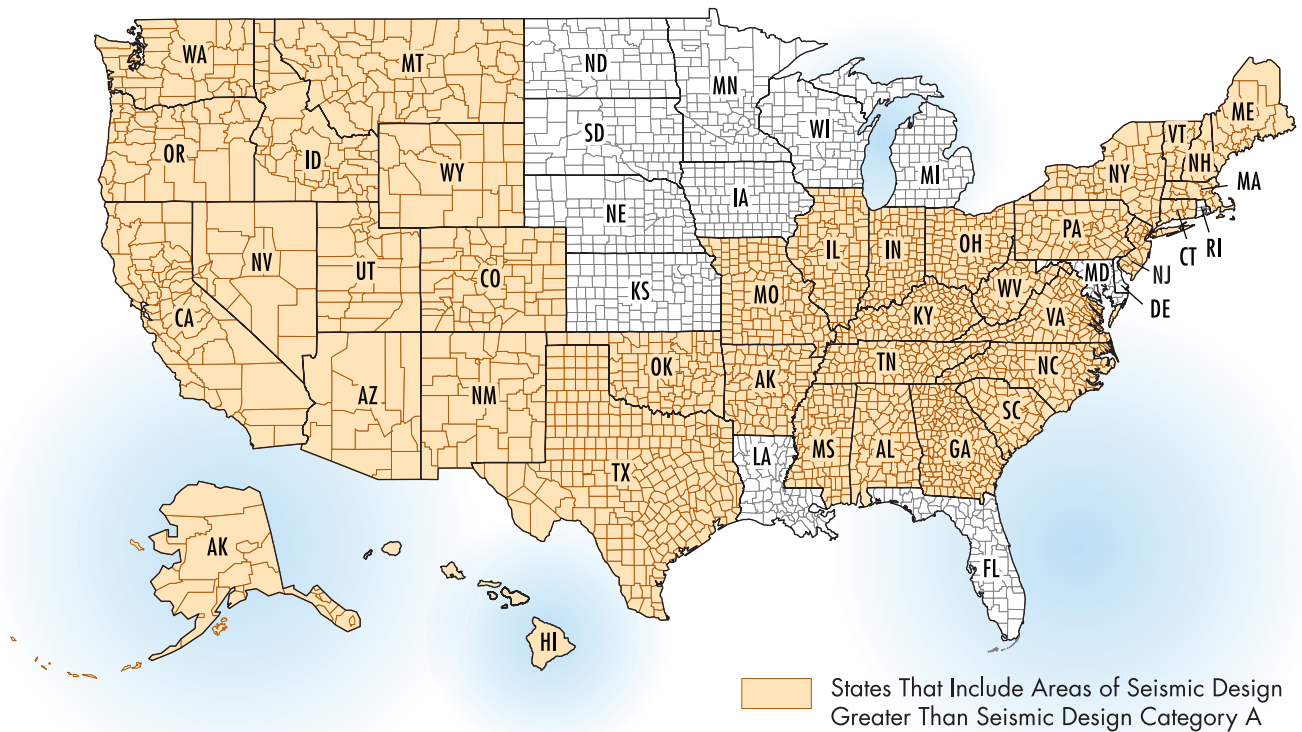 WA
MT
ND
MN
ME
VT
NH
OR
ID
SD
WI
MI
NY
MA
WY
IA
NE
PA
CT
RI
NV
UT
CO
IL
IN
OH
NJ
MD
DE
CA
KS
MO
WV
VA
KY
AZ
NM
OK
AK
TN
NC
SC
TX
LA
MS
AL
GA
AK
FL
HI
States That Include Areas of Seismic Design
Greater Than Seismic Design Category A